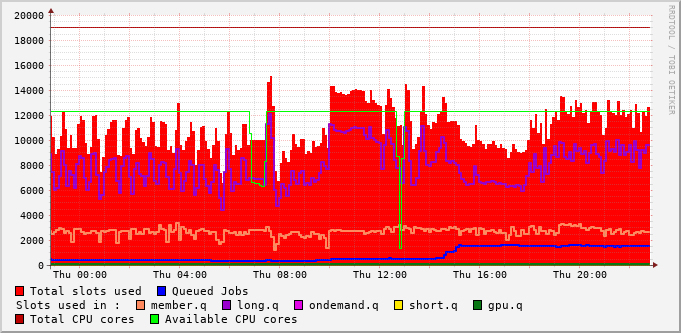 RRDTOOL / TOBI OETIKER
20000
18000
16000
14000
12000
10000
8000
6000
4000
2000
0
Thu 00:00 Thu 04:00 Thu 08:00 Thu 12:00 Thu 16:00 Thu 20:00
Total slots used Queued Jobs
Slots used in : member.q long.q ondemand.q short.q gpu.q
Total CPU cores Available CPU cores